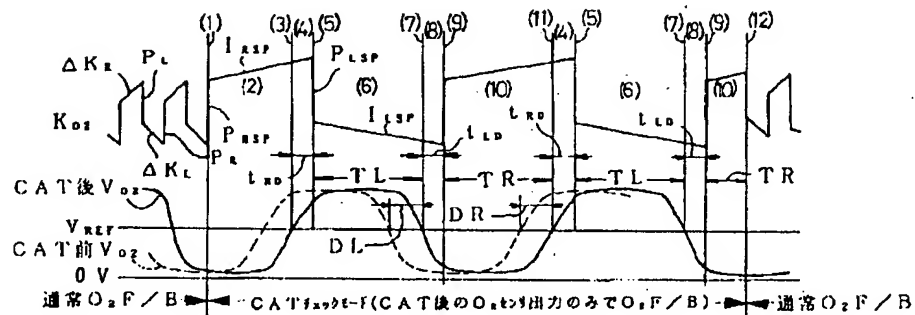 (1) (3) (4) (5) (7) (8) (9) (11) (4) (5) (7) (8) (9) (12)
ΔK_R P_L I_RSP P_LSP
(2) (6) (10) (6) (10)
K_O2 P_RSP I_LSP t_LD t_RD t_LD
P_R
ΔK_L t_RD TL TR TL TR
CAT後V_O2
V_REF DL DR
CAT前V_O2
0V
通常O₂F/B CATチェックモード(CAT後のO₂センサ出力のみでO₂F/B) 通常O₂F/B